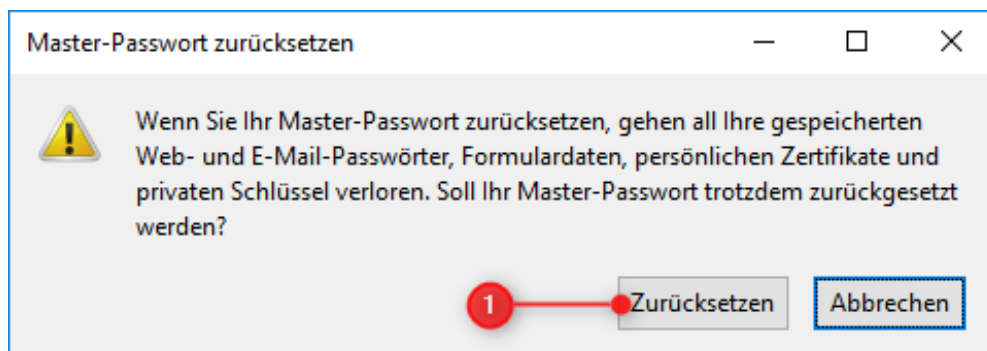 Master-Passwort zurücksetzen
Wenn Sie Ihr Master-Passwort zurücksetzen, gehen all Ihre gespeicherten
Web- und E-Mail-Passwörter, Formulardaten, persönlichen Zertifikate und
privaten Schlüssel verloren. Soll Ihr Master-Passwort trotzdem zurückgesetzt
werden?
1 Zurücksetzen Abbrechen